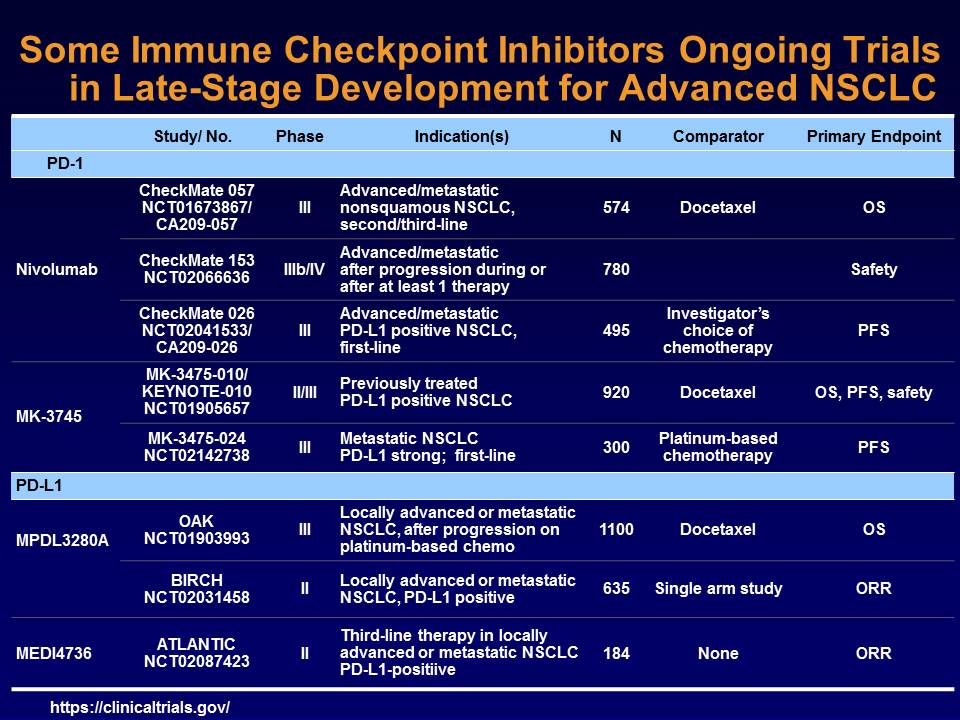 Some Immune Checkpoint Inhibitors Ongoing Trials
in Late-Stage Development for Advanced NSCLC
Study/ No. Phase Indication(s) N Comparator Primary Endpoint
PD-1
Nivolumab
CheckMate 057
NCT01673867/
CA209-057
III
Advanced/metastatic
nonsquamous NSCLC,
second/third-line
574
Docetaxel
OS
CheckMate 153
NCT02066636
IIIb/IV
Advanced/metastatic
after progression during or
after at least 1 therapy
780
Safety
CheckMate 026
NCT02041533/
CA209-026
III
Advanced/metastatic
PD-L1 positive NSCLC,
first-line
495
Investigator's
choice of
chemotherapy
PFS
MK-3745
MK-3475-010/
KEYNOTE-010
NCT01905657
II/III
Previously treated
PD-L1 positive NSCLC
920
Docetaxel
OS, PFS, safety
MK-3475-024
NCT02142738
III
Metastatic NSCLC
PD-L1 strong; first-line
300
Platinum-based
chemotherapy
PFS
PD-L1
MPDL3280A
OAK
NCT01903993
III
Locally advanced or metastatic
NSCLC, after progression on
platinum-based chemo
1100
Docetaxel
OS
BIRCH
NCT02031458
II
Locally advanced or metastatic
NSCLC, PD-L1 positive
635
Single arm study
ORR
MEDI4736
ATLANTIC
NCT02087423
II
Third-line therapy in locally
advanced or metastatic NSCLC
PD-L1-positiive
184
None
ORR
https://clinicaltrials.gov/